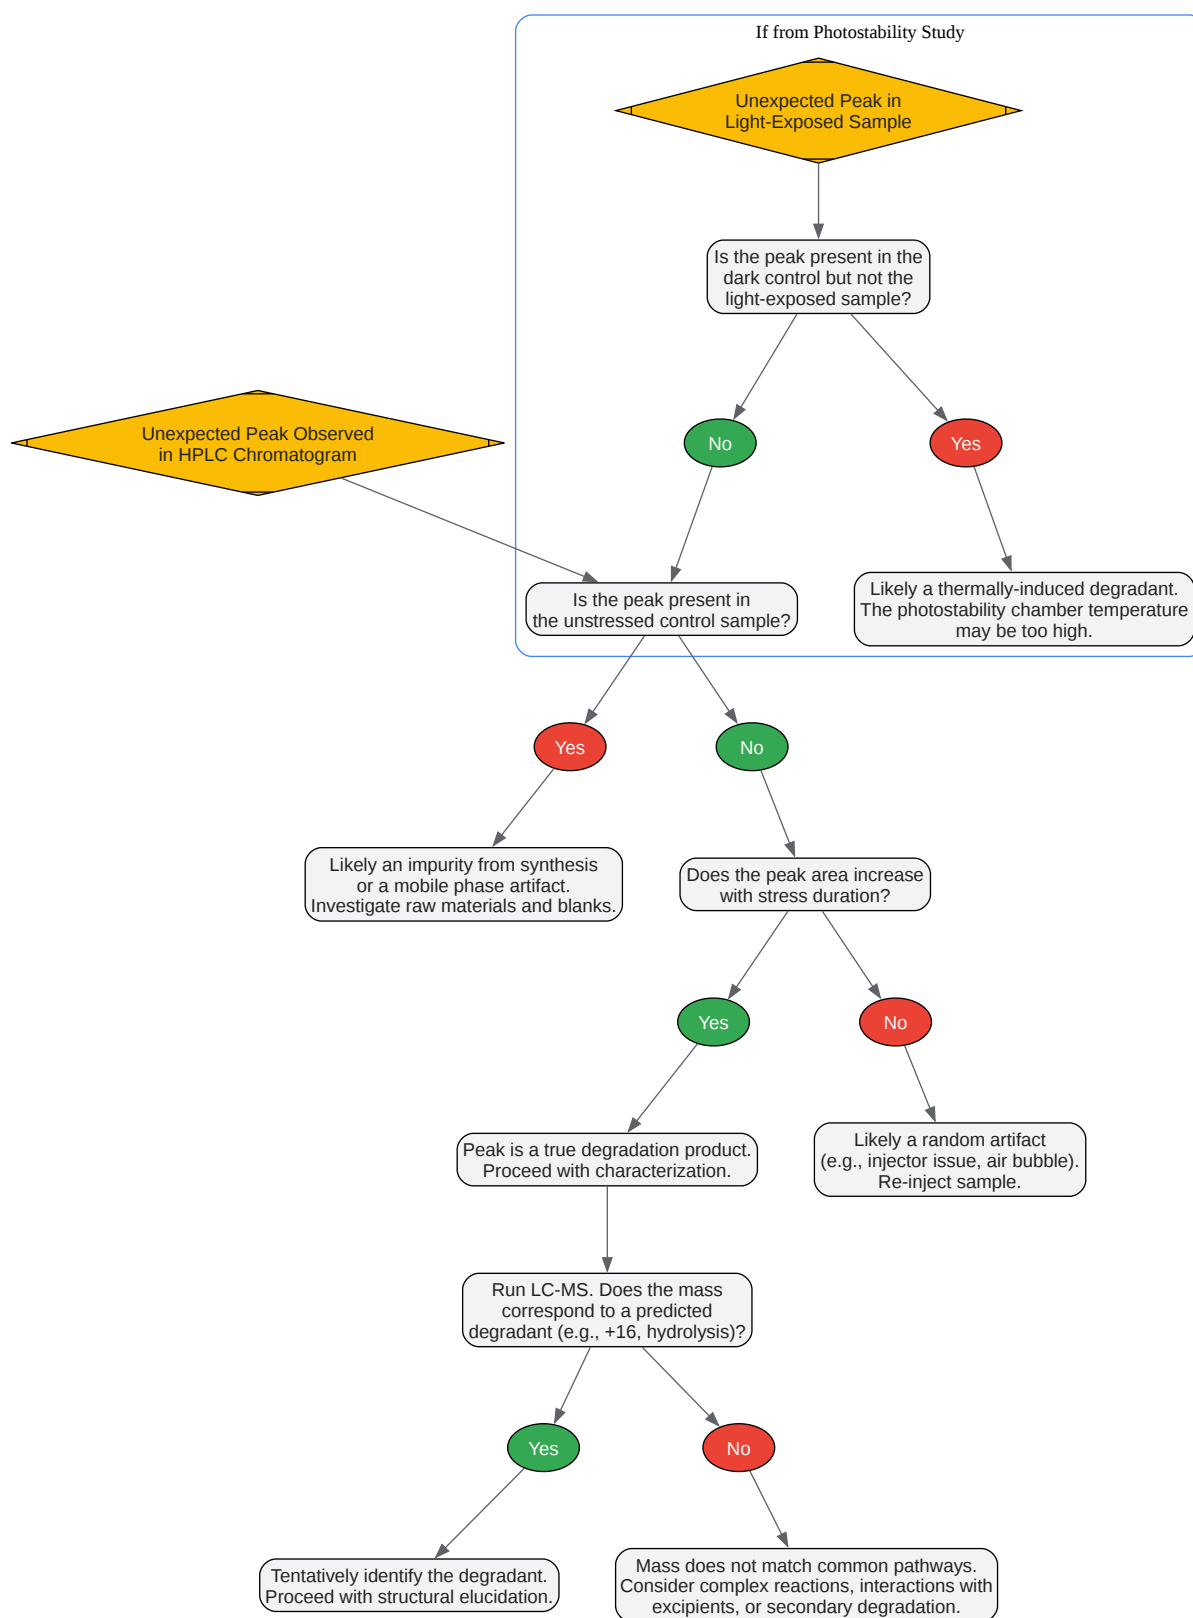 If from Photostability Study
Unexpected Peak in
Light-Exposed Sample
Is the peak present in the
dark control but not the
light-exposed sample?
Unexpected Peak Observed
in HPLC Chromatogram
No
Yes
Is the peak present in
the unstressed control sample?
Likely a thermally-induced degradant.
The photostability chamber temperature
may be too high.
Yes
No
Likely an impurity from synthesis
or a mobile phase artifact.
Investigate raw materials and blanks.
Does the peak area increase
with stress duration?
Yes
No
Peak is a true degradation product.
Proceed with characterization.
Likely a random artifact
(e.g., injector issue, air bubble).
Re-inject sample.
Run LC-MS. Does the mass
correspond to a predicted
degradant (e.g., +16, hydrolysis)?
Yes
No
Tentatively identify the degradant.
Proceed with structural elucidation.
Mass does not match common pathways.
Consider complex reactions, interactions with
excipients, or secondary degradation.